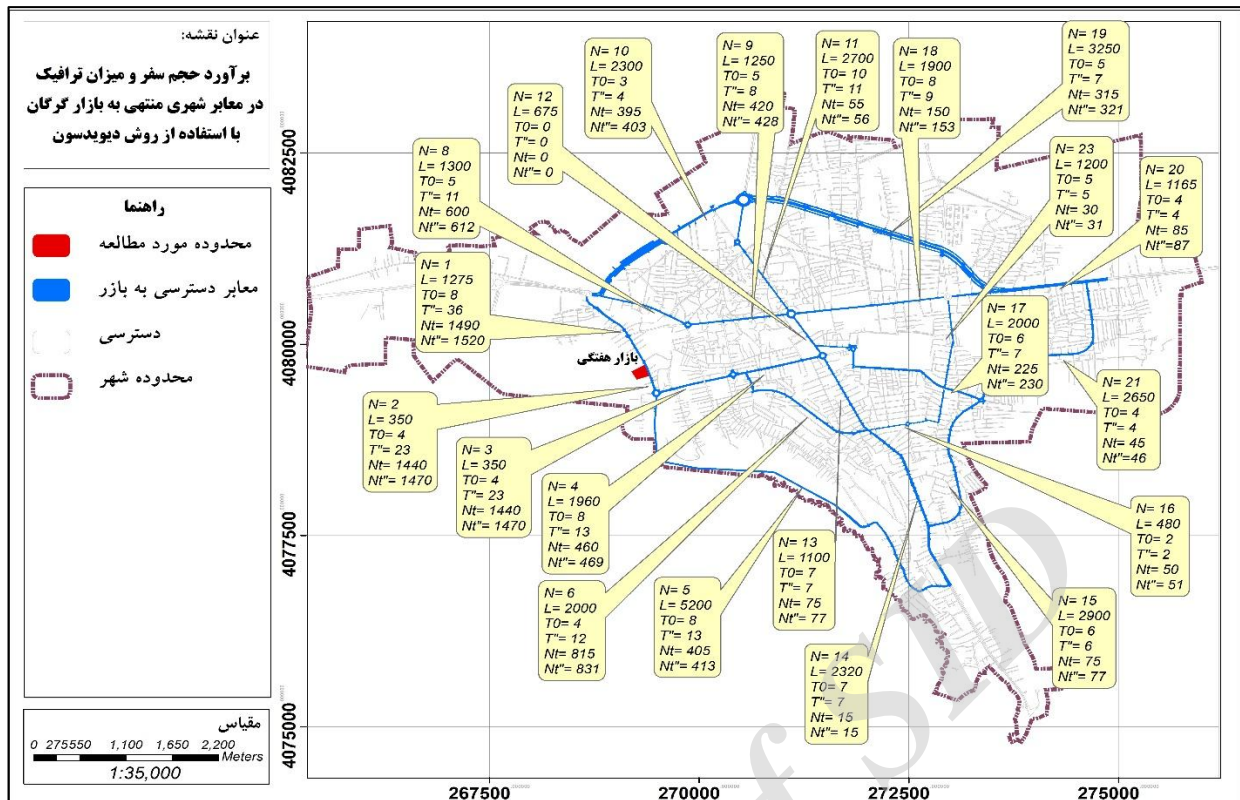 عنوان نقشه:
برآورد حجم سفر و میزان ترافیک
در معابر شهری منتهی به بازار گرگان
با استفاده از روش دیویدسون
راهنما
محدوده مورد مطالعه
معابر دسترسی به بازر
دسترسی
محدوده شهر
مقیاس
0 275550 1,100 1,650 2,200
Meters
1:35,000
N= 10
L= 2300
T0= 3
T"= 4
Nt= 395
Nt"= 403
N= 9
L= 1250
T0= 5
T"= 8
Nt= 420
Nt"= 428
N= 11
L= 2700
T0= 10
T"= 11
Nt= 55
Nt"= 56
N= 18
L= 1900
T0= 8
T"= 9
Nt= 150
Nt"= 153
N= 19
L= 3250
T0= 5
T"= 7
Nt= 315
Nt"= 321
N= 12
L= 675
T0= 0
T"= 0
Nt= 0
Nt"= 0
N= 8
L= 1300
T0= 5
T"= 11
Nt= 600
Nt"= 612
N= 23
L= 1200
T0= 5
T"= 5
Nt= 30
Nt"= 31
N= 20
L= 1165
T0= 4
T"= 4
Nt= 85
Nt"=87
N= 1
L= 1275
T0= 8
T"= 36
Nt= 1490
Nt"= 1520
N= 17
L= 2000
T0= 6
T"= 7
Nt= 225
Nt"= 230
بازار هفتگی
N= 21
L= 2650
T0= 4
T"= 4
Nt= 45
Nt"=46
N= 2
L= 350
T0= 4
T"= 23
Nt= 1440
Nt"= 1470
N= 3
L= 350
T0= 4
T"= 23
Nt= 1440
Nt"= 1470
N= 4
L= 1960
T0= 8
T"= 13
Nt= 460
Nt"= 469
N= 16
L= 480
T0= 2
T"= 2
Nt= 50
Nt"= 51
N= 13
L= 1100
T0= 7
T"= 7
Nt= 75
Nt"= 77
N= 6
L= 2000
T0= 4
T"= 12
Nt= 815
Nt"= 831
N= 5
L= 5200
T0= 8
T"= 13
Nt= 405
Nt"= 413
N= 15
L= 2900
T0= 6
T"= 6
Nt= 75
Nt"= 77
N= 14
L= 2320
T0= 7
T"= 7
Nt= 15
Nt"= 15
4082500
4080000
4077500
4075000
267500 270000 272500 275000
f SID